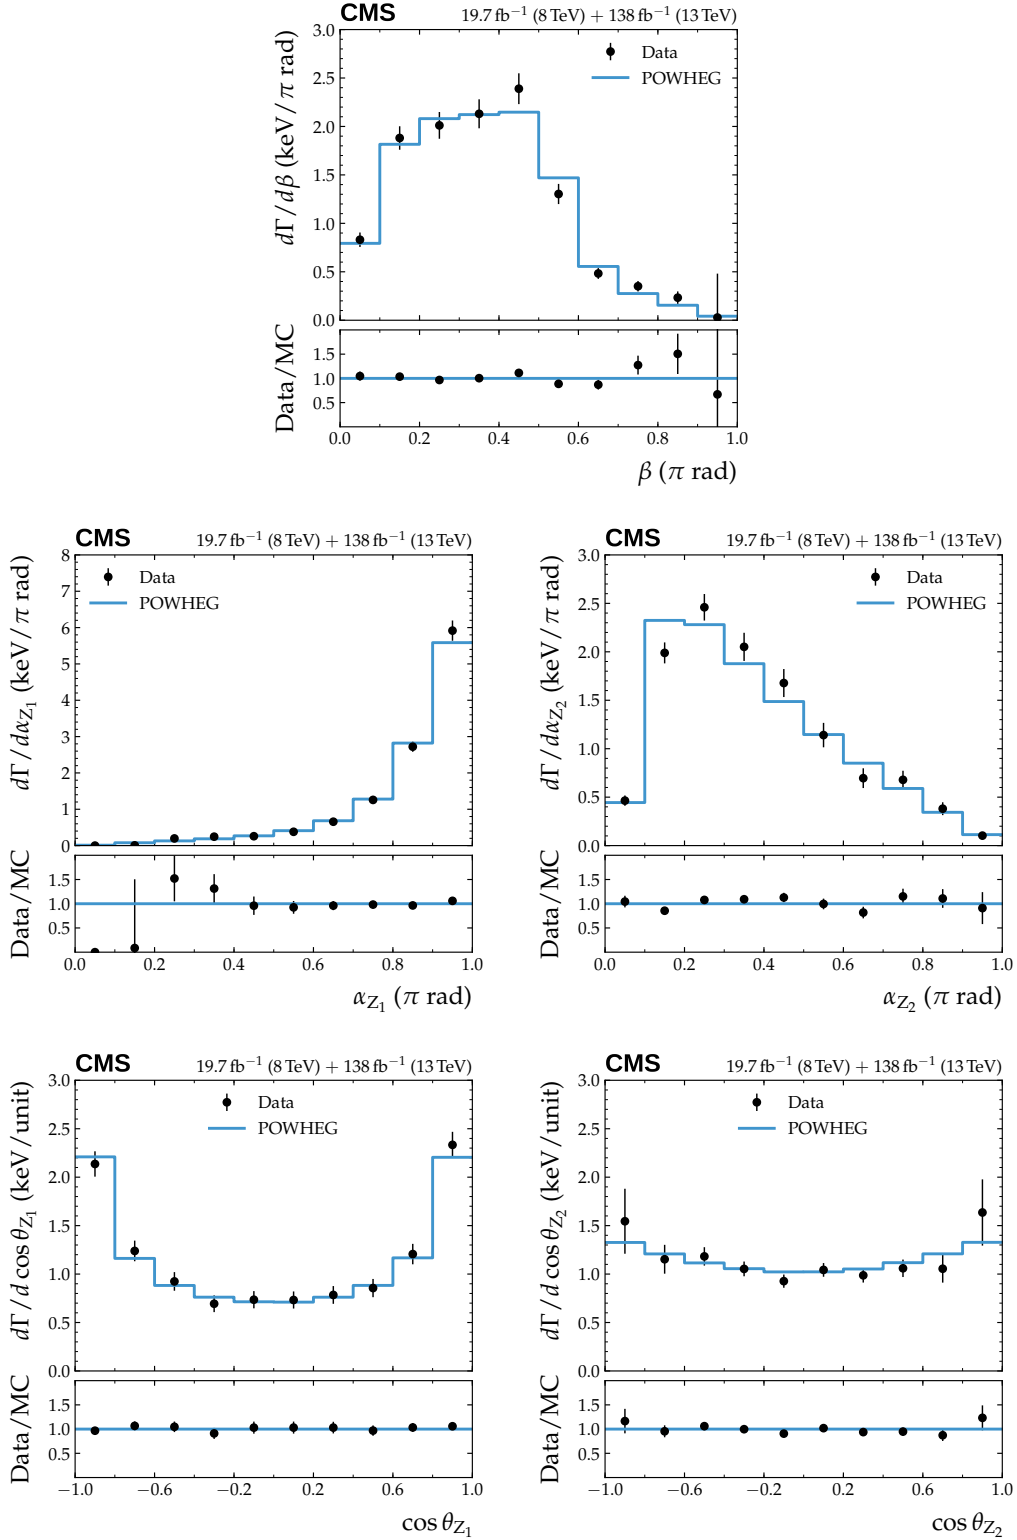 CMS 19.7 fb⁻¹ (8 TeV) + 138 fb⁻¹ (13 TeV)
3.0
Data
2.5
POWHEG
2.0
dΓ / dβ (keV / π rad)
1.5
1.0
0.5
0.0
Data / MC
1.5
1.0
0.5
0.0 0.2 0.4 0.6 0.8 1.0
β (π rad)
CMS 19.7 fb⁻¹ (8 TeV) + 138 fb⁻¹ (13 TeV)
8
Data
7
POWHEG
6
dΓ / dα_Z₁ (keV / π rad)
5
4
3
2
1
0
Data / MC
1.5
1.0
0.5
0.0 0.2 0.4 0.6 0.8 1.0
α_Z₁ (π rad)
CMS 19.7 fb⁻¹ (8 TeV) + 138 fb⁻¹ (13 TeV)
3.0
Data
2.5
POWHEG
2.0
dΓ / dα_Z₂ (keV / π rad)
1.5
1.0
0.5
0.0
Data / MC
1.5
1.0
0.5
0.0 0.2 0.4 0.6 0.8 1.0
α_Z₂ (π rad)
CMS 19.7 fb⁻¹ (8 TeV) + 138 fb⁻¹ (13 TeV)
3.0
Data
2.5
POWHEG
2.0
dΓ / d cos θ_Z₁ (keV / unit)
1.5
1.0
0.5
0.0
Data / MC
1.5
1.0
0.5
−1.0 −0.6 −0.2 0.2 0.6 1.0
cos θ_Z₁
CMS 19.7 fb⁻¹ (8 TeV) + 138 fb⁻¹ (13 TeV)
3.0
Data
2.5
POWHEG
2.0
dΓ / d cos θ_Z₂ (keV / unit)
1.5
1.0
0.5
0.0
Data / MC
1.5
1.0
0.5
−1.0 −0.6 −0.2 0.2 0.6 1.0
cos θ_Z₂